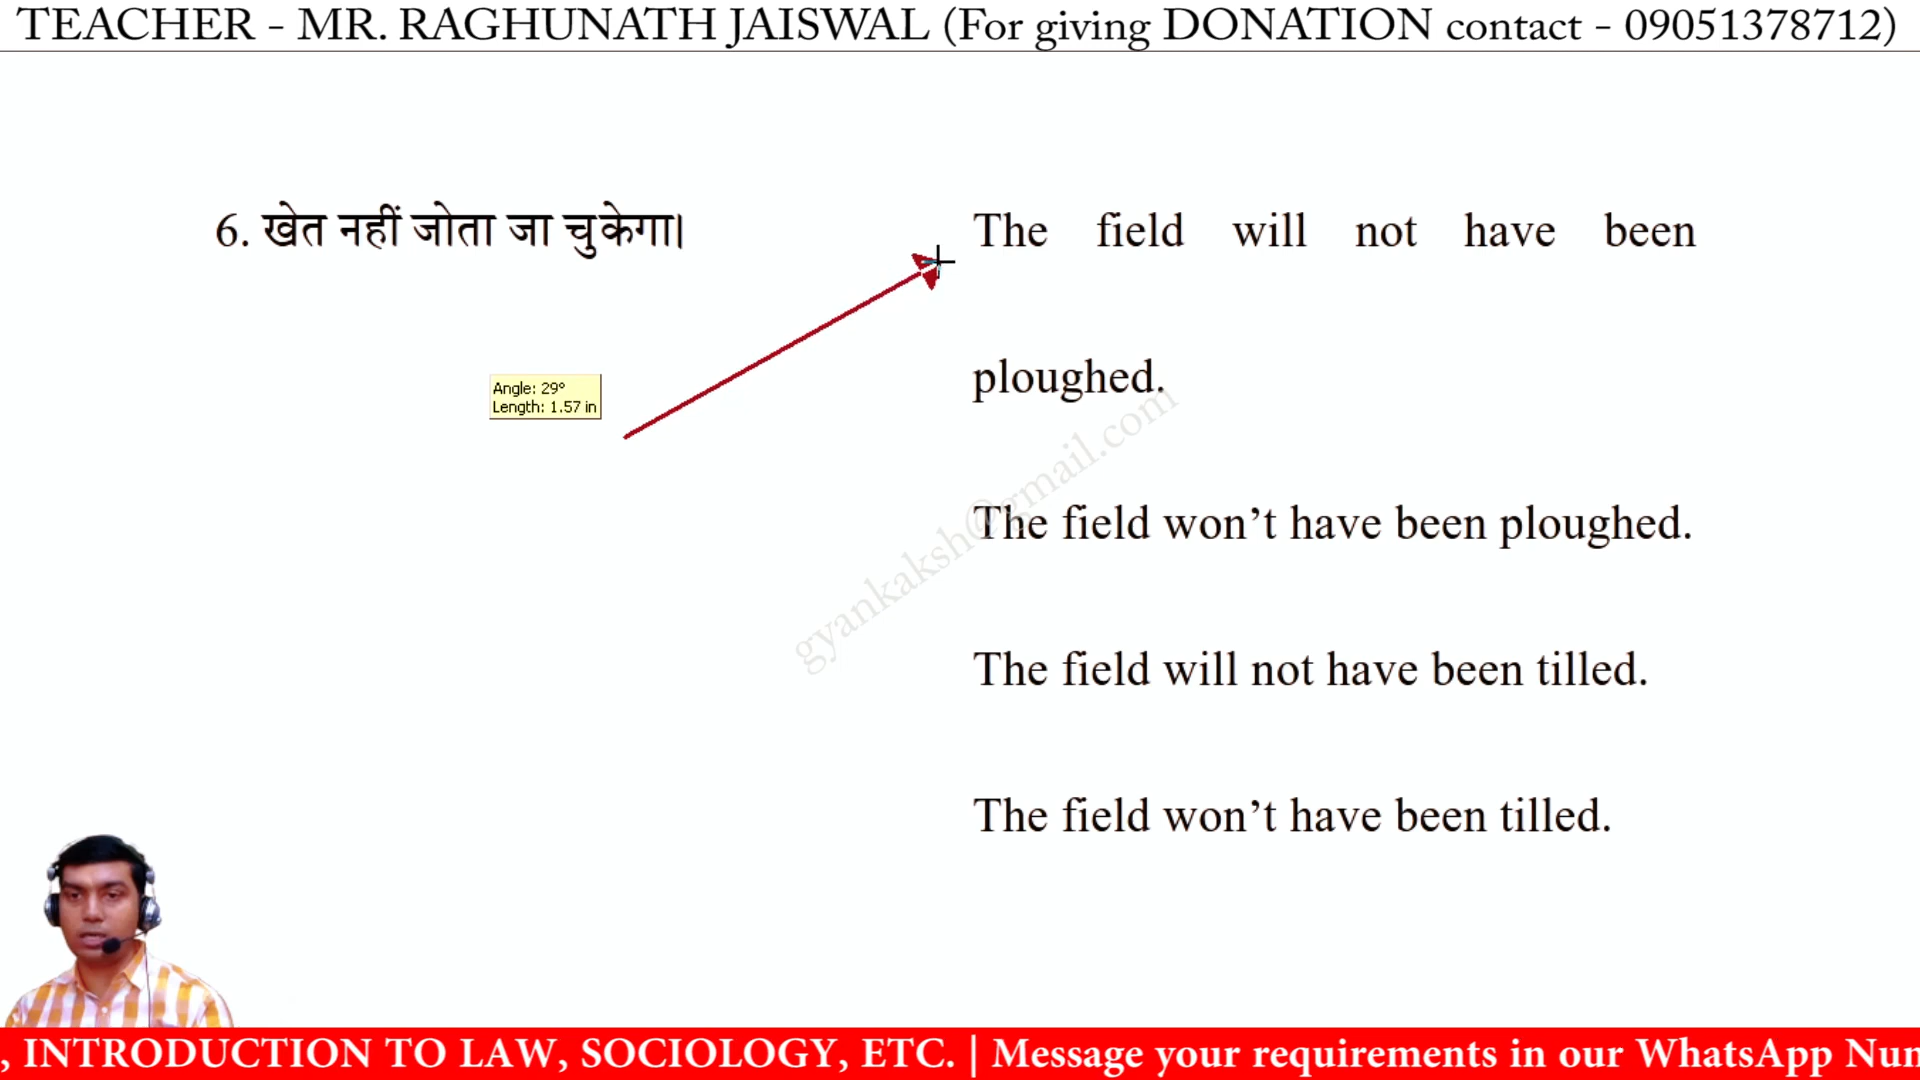 TEACHER - MR. RAGHUNATH JAISWAL (For giving DONATION contact - 09051378712)
6. खेत नहीं जोता जा चुकेगा।
The field will not have been
ploughed.
Angle: 29°
Length: 1.57 in
gyankaksh@gmail.com
The field won’t have been ploughed.
The field will not have been tilled.
The field won’t have been tilled.
, INTRODUCTION TO LAW, SOCIOLOGY, ETC. | Message your requirements in our WhatsApp